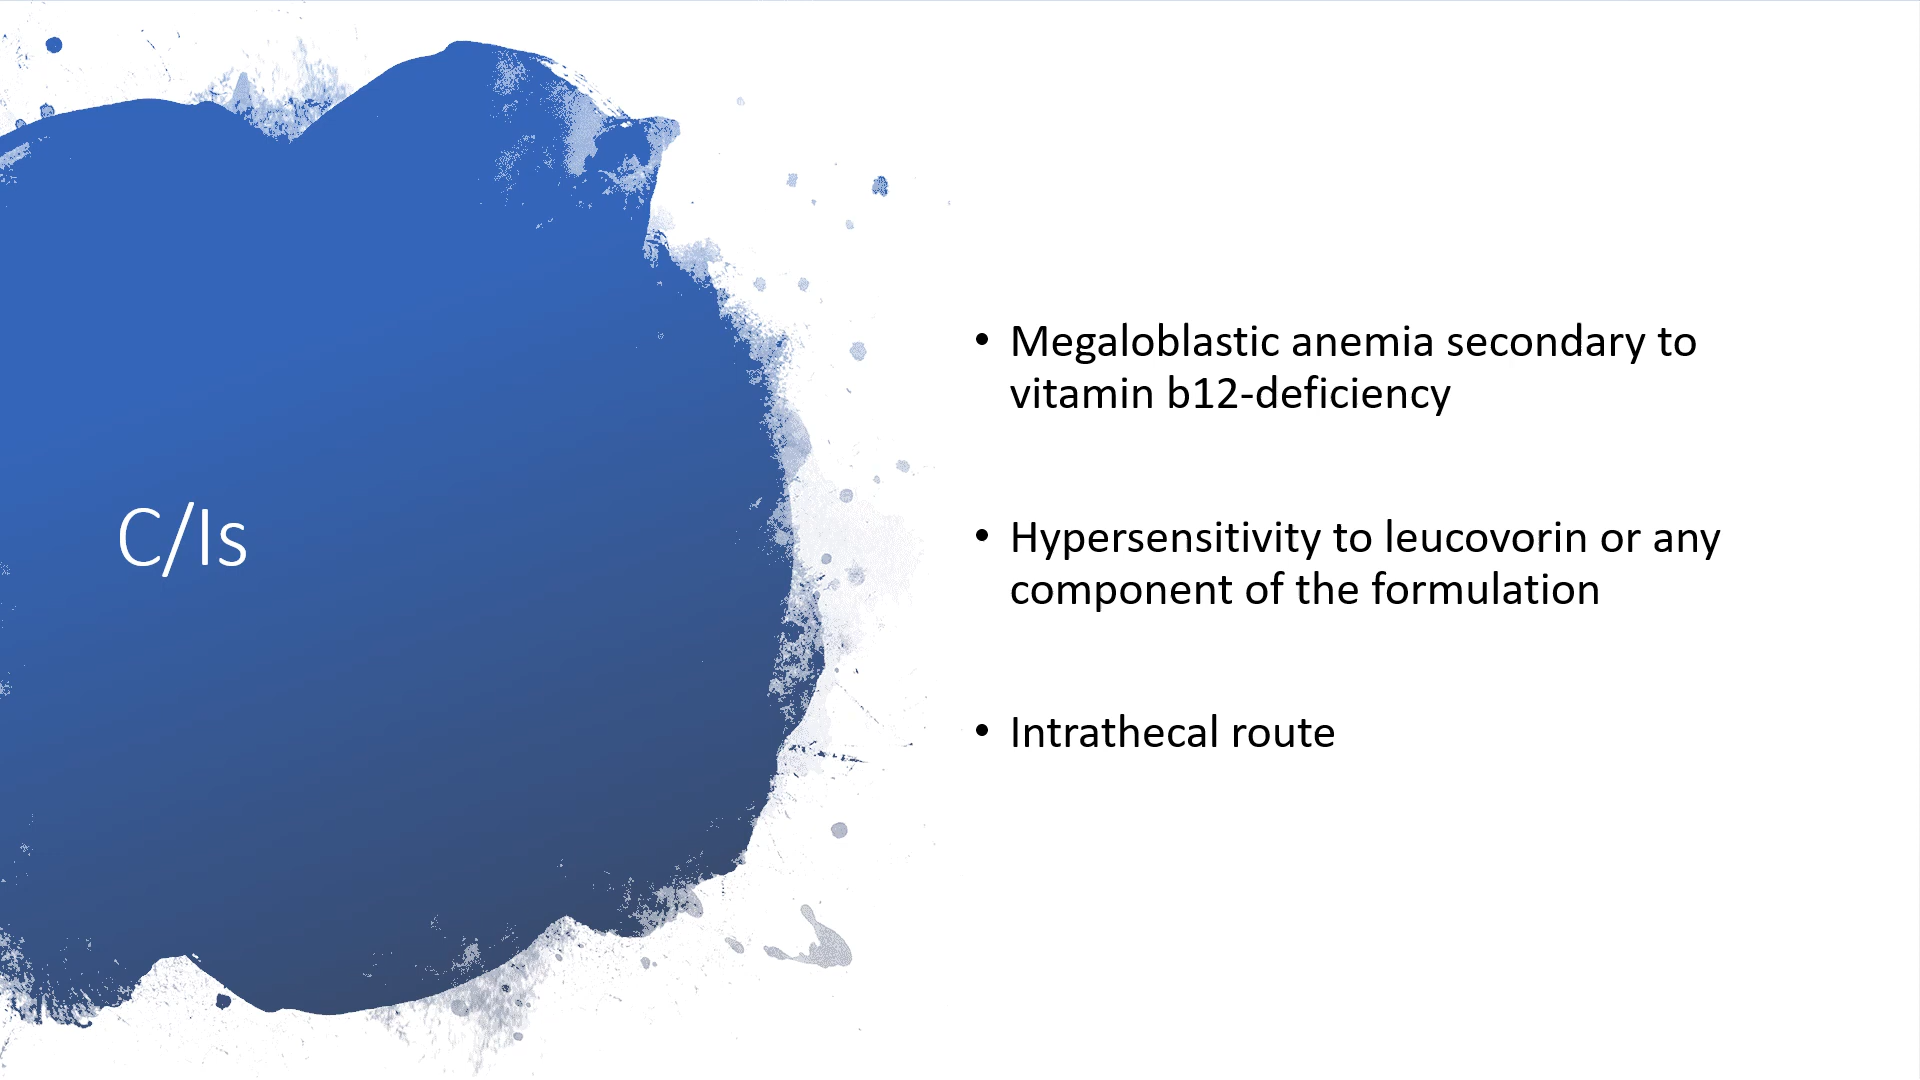 C/Is
• Megaloblastic anemia secondary to
vitamin b12-deficiency
• Hypersensitivity to leucovorin or any
component of the formulation
• Intrathecal route